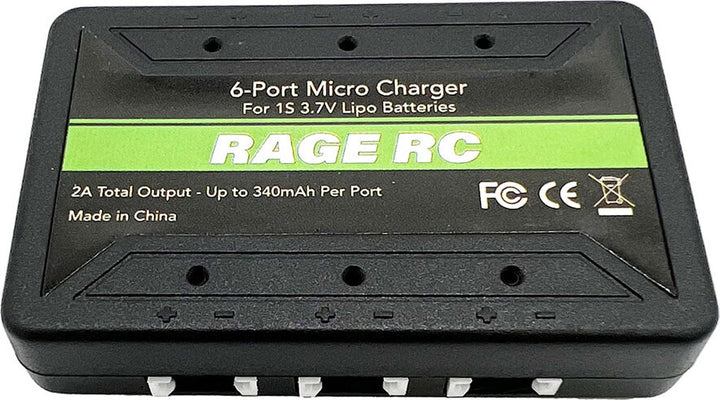 6-Port Micro Charger
For 1S 3.7V Lipo Batteries
RAGE RC
2A Total Output - Up to 340mAh Per Port
FC CE
Made in China
+ - + - + -